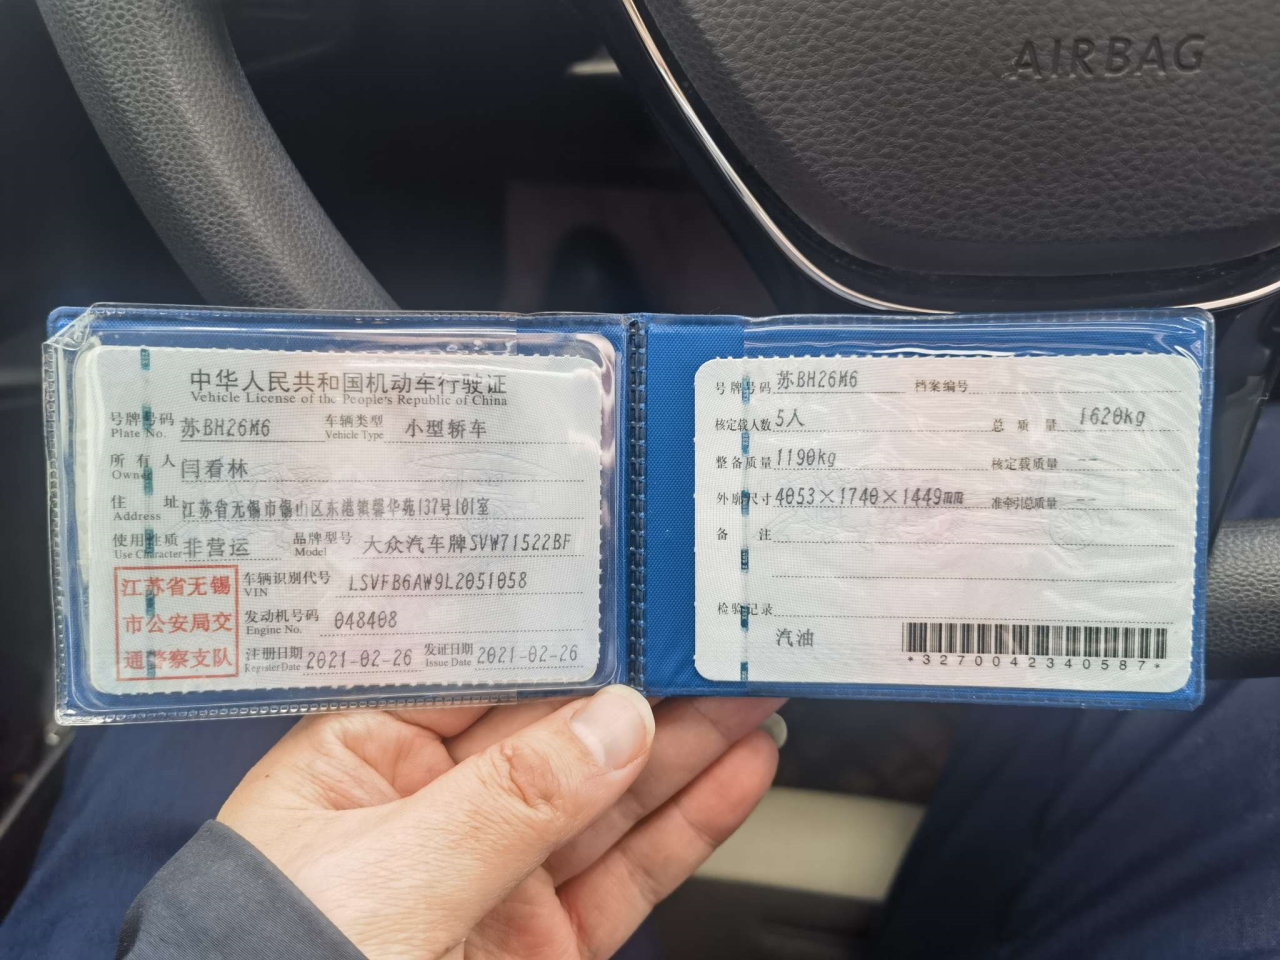 AIRBAG
中华人民共和国机动车行驶证
Vehicle License of the People's Republic of China
号牌号码 苏BH26M6 车辆类型 小型轿车
Plate No. Vehicle Type
所有人 闫看林
Owner
住址 江苏省无锡市锡山区东港镇馨华苑137号101室
Address
使用性质 非营运 品牌型号 大众汽车牌SVW71522BF
Use Character Model
江苏省无锡
市公安局交
通警察支队
车辆识别代号 LSVFB6AW9L2051058
VIN
发动机号码 048408
Engine No.
注册日期 2021-02-26 发证日期 2021-02-26
Register Date Issue Date
号牌号码 苏BH26M6 档案编号
核定载人数 5人 总质量 1620kg
整备质量 1190kg 核定载质量 --
外廓尺寸 4053×1740×1449 准牵引总质量 --
备注
检验记录
汽油
*3270042340587*